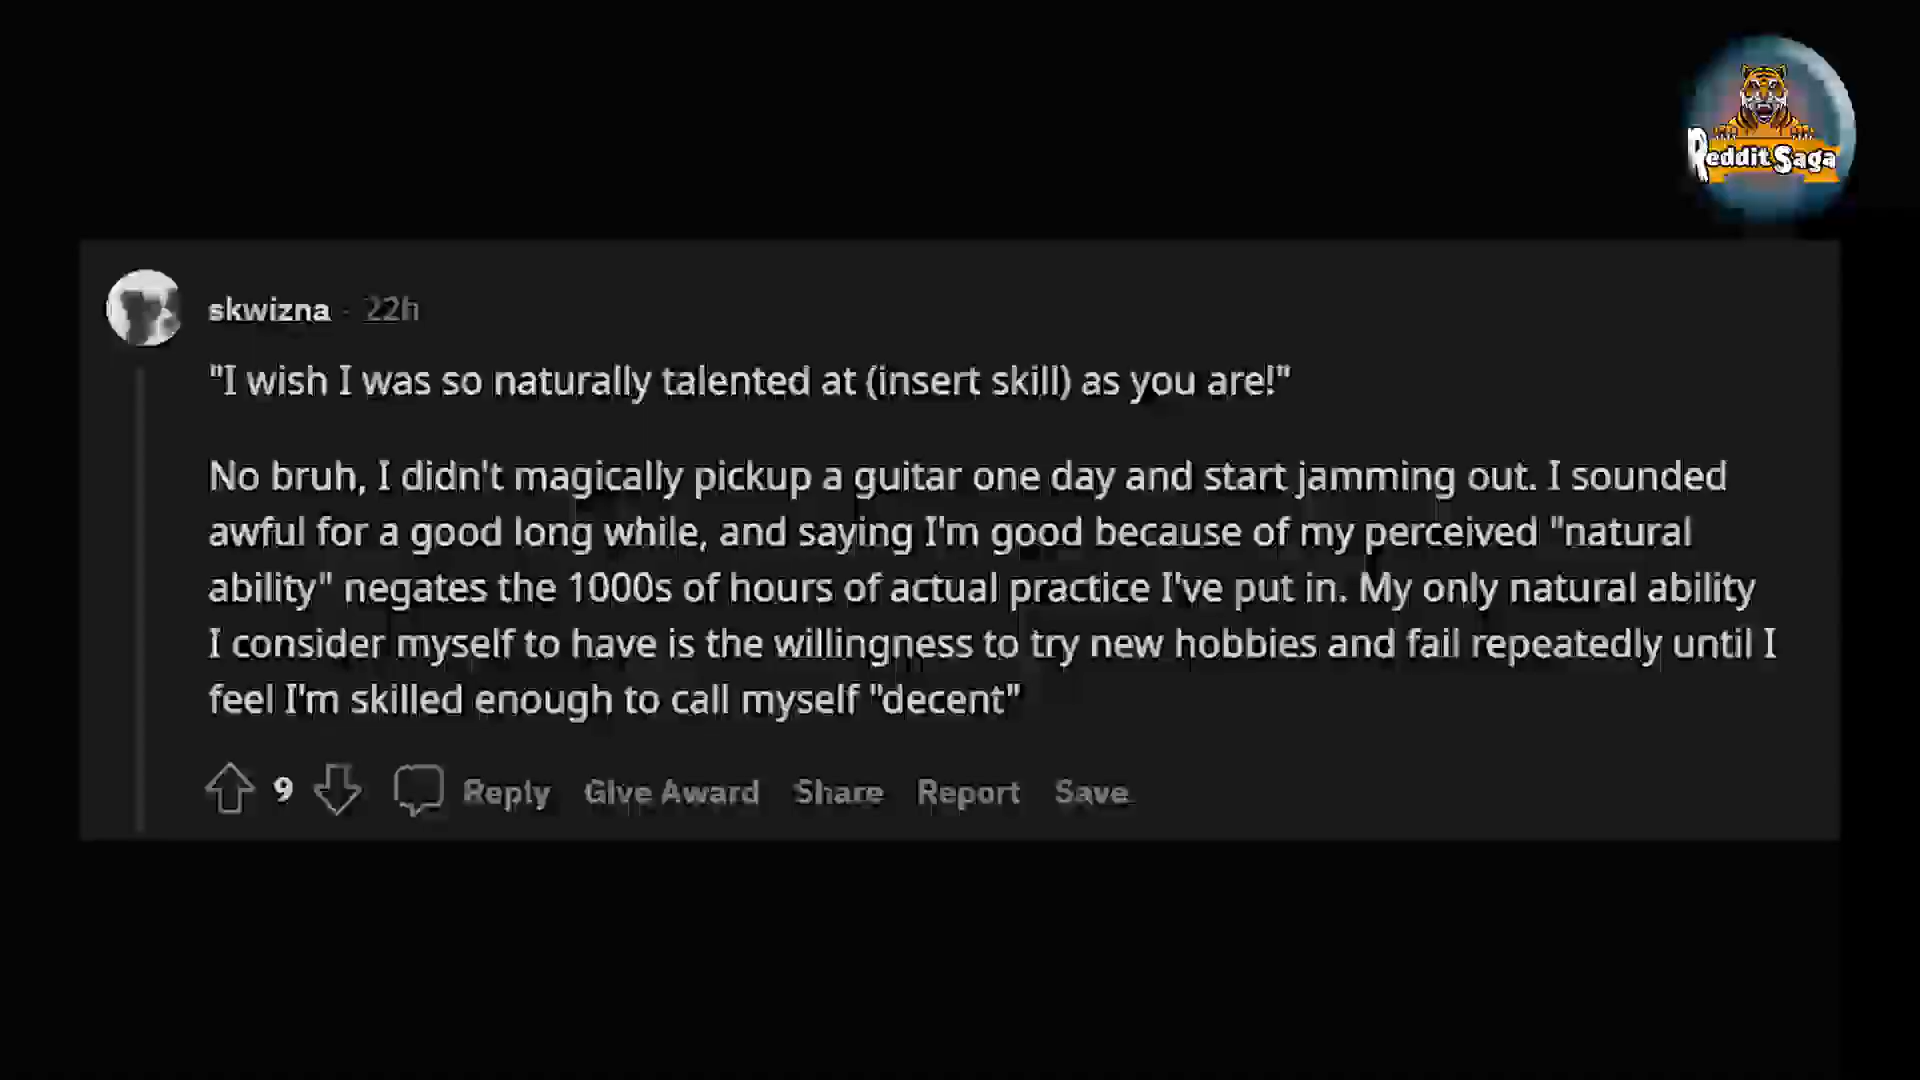 Reddit Saga
skwizna · 22h
"I wish I was so naturally talented at (insert skill) as you are!"
No bruh, I didn't magically pickup a guitar one day and start jamming out. I sounded
awful for a good long while, and saying I'm good because of my perceived "natural
ability" negates the 1000s of hours of actual practice I've put in. My only natural ability
I consider myself to have is the willingness to try new hobbies and fail repeatedly until I
feel I'm skilled enough to call myself "decent"
9 Reply Give Award Share Report Save